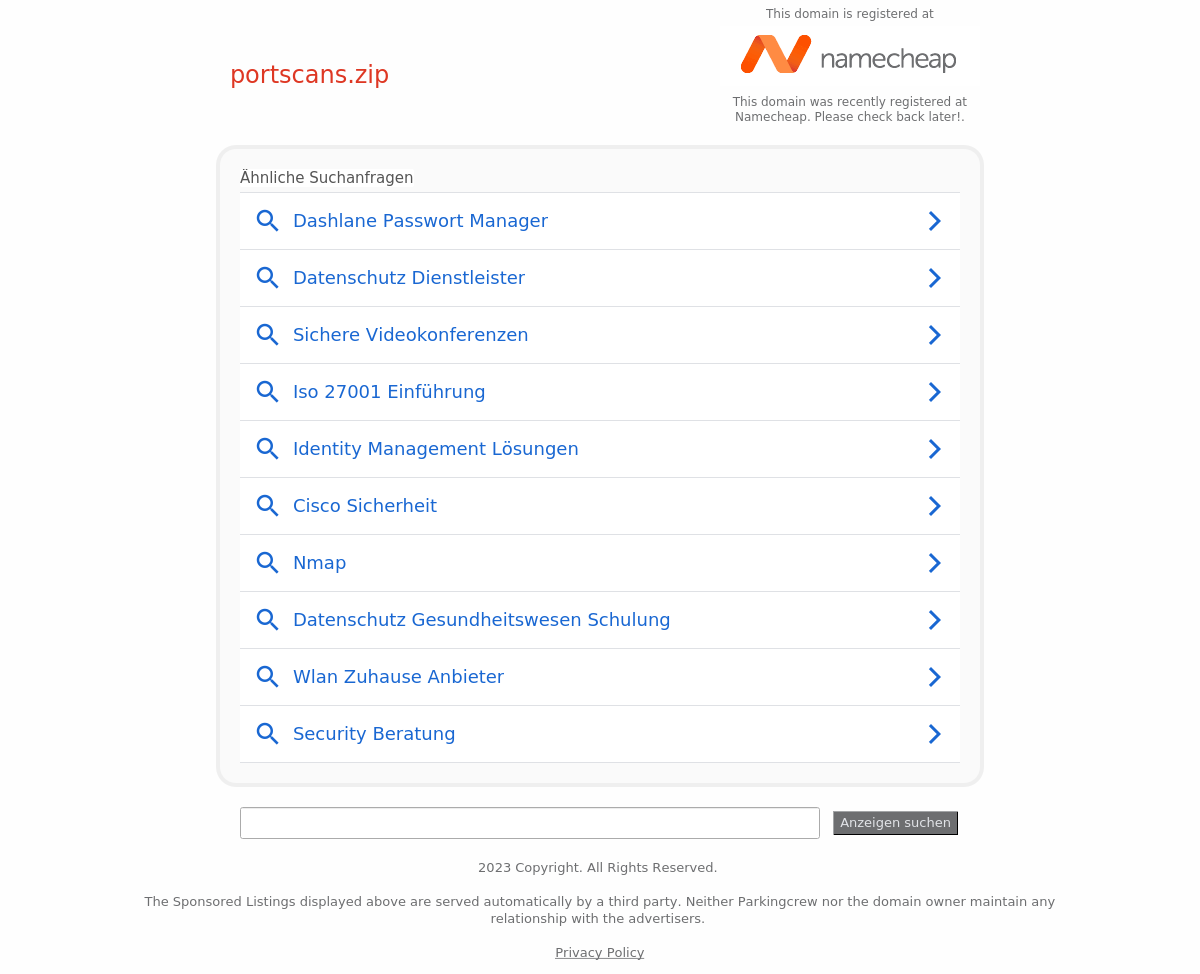 This domain is registered at
namecheap
portscans.zip
This domain was recently registered at
Namecheap. Please check back later!.
Ähnliche Suchanfragen
Dashlane Passwort Manager
Datenschutz Dienstleister
Sichere Videokonferenzen
Iso 27001 Einführung
Identity Management Lösungen
Cisco Sicherheit
Nmap
Datenschutz Gesundheitswesen Schulung
Wlan Zuhause Anbieter
Security Beratung
Anzeigen suchen
2023 Copyright. All Rights Reserved.
The Sponsored Listings displayed above are served automatically by a third party. Neither Parkingcrew nor the domain owner maintain any
relationship with the advertisers.
Privacy Policy